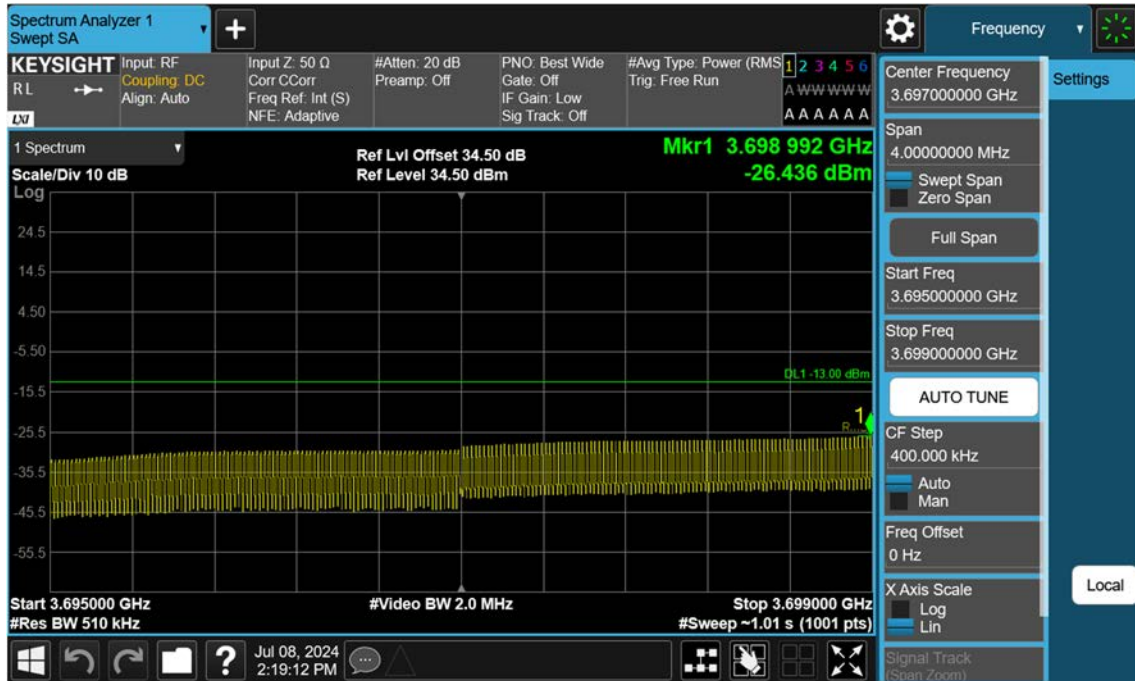 Spectrum Analyzer 1
Swept SA
Frequency
KEYSIGHT
RL
LXI
Input: RF
Coupling: DC
Align: Auto
Input Z: 50 Ω
Corr CCorr
Freq Ref: Int (S)
NFE: Adaptive
#Atten: 20 dB
Preamp: Off
PNO: Best Wide
Gate: Off
IF Gain: Low
Sig Track: Off
#Avg Type: Power (RMS
Trig: Free Run
1 2 3 4 5 6
A W W W W W
A A A A A A
1 Spectrum
Scale/Div 10 dB
Ref Lvl Offset 34.50 dB
Ref Level 34.50 dBm
Mkr1 3.698 992 GHz
-26.436 dBm
Log
24.5
14.5
4.50
-5.50
-15.5
-25.5
-35.5
-45.5
-55.5
DL1 -13.00 dBm
1
Start 3.695000 GHz
#Res BW 510 kHz
#Video BW 2.0 MHz
Stop 3.699000 GHz
#Sweep ~1.01 s (1001 pts)
Center Frequency
3.697000000 GHz
Span
4.00000000 MHz
Swept Span
Zero Span
Full Span
Start Freq
3.695000000 GHz
Stop Freq
3.699000000 GHz
AUTO TUNE
CF Step
400.000 kHz
Auto
Man
Freq Offset
0 Hz
X Axis Scale
Log
Lin
Signal Track
(Span Zoom)
Settings
Local
?
Jul 08, 2024
2:19:12 PM